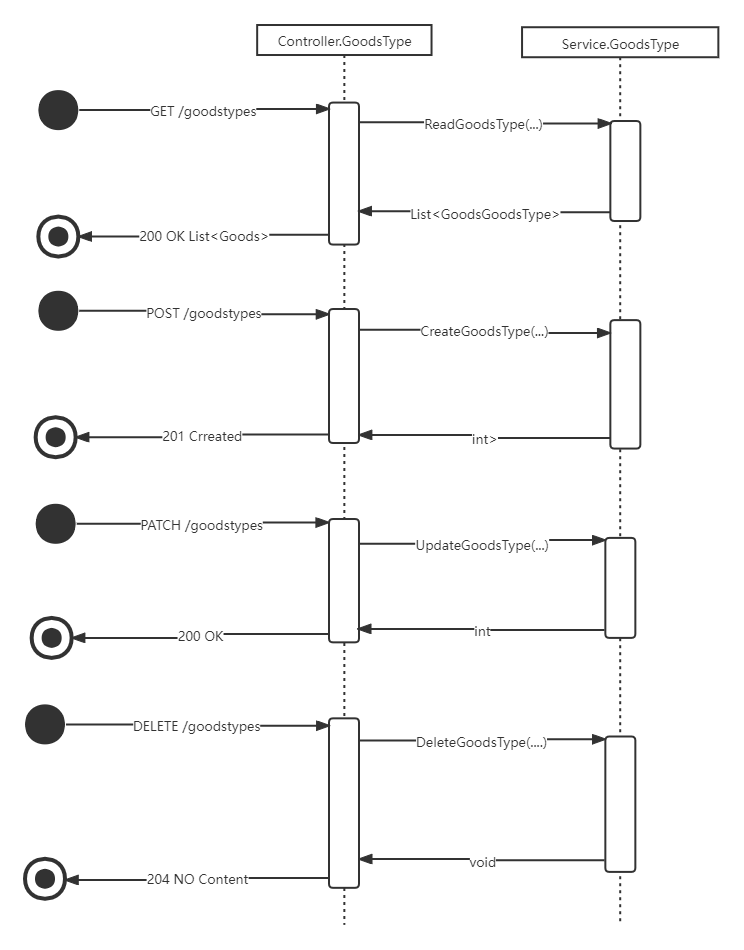 Controller.GoodsType
Service.GoodsType
GET /goodstypes
ReadGoodsType(...)
List<GoodsGoodsType>
200 OK List<Goods>
POST /goodstypes
CreateGoodsType(...)
201 Crreated
int>
PATCH /goodstypes
UpdateGoodsType(...)
int
200 OK
DELETE /goodstypes
DeleteGoodsType(....)
void
204 NO Content